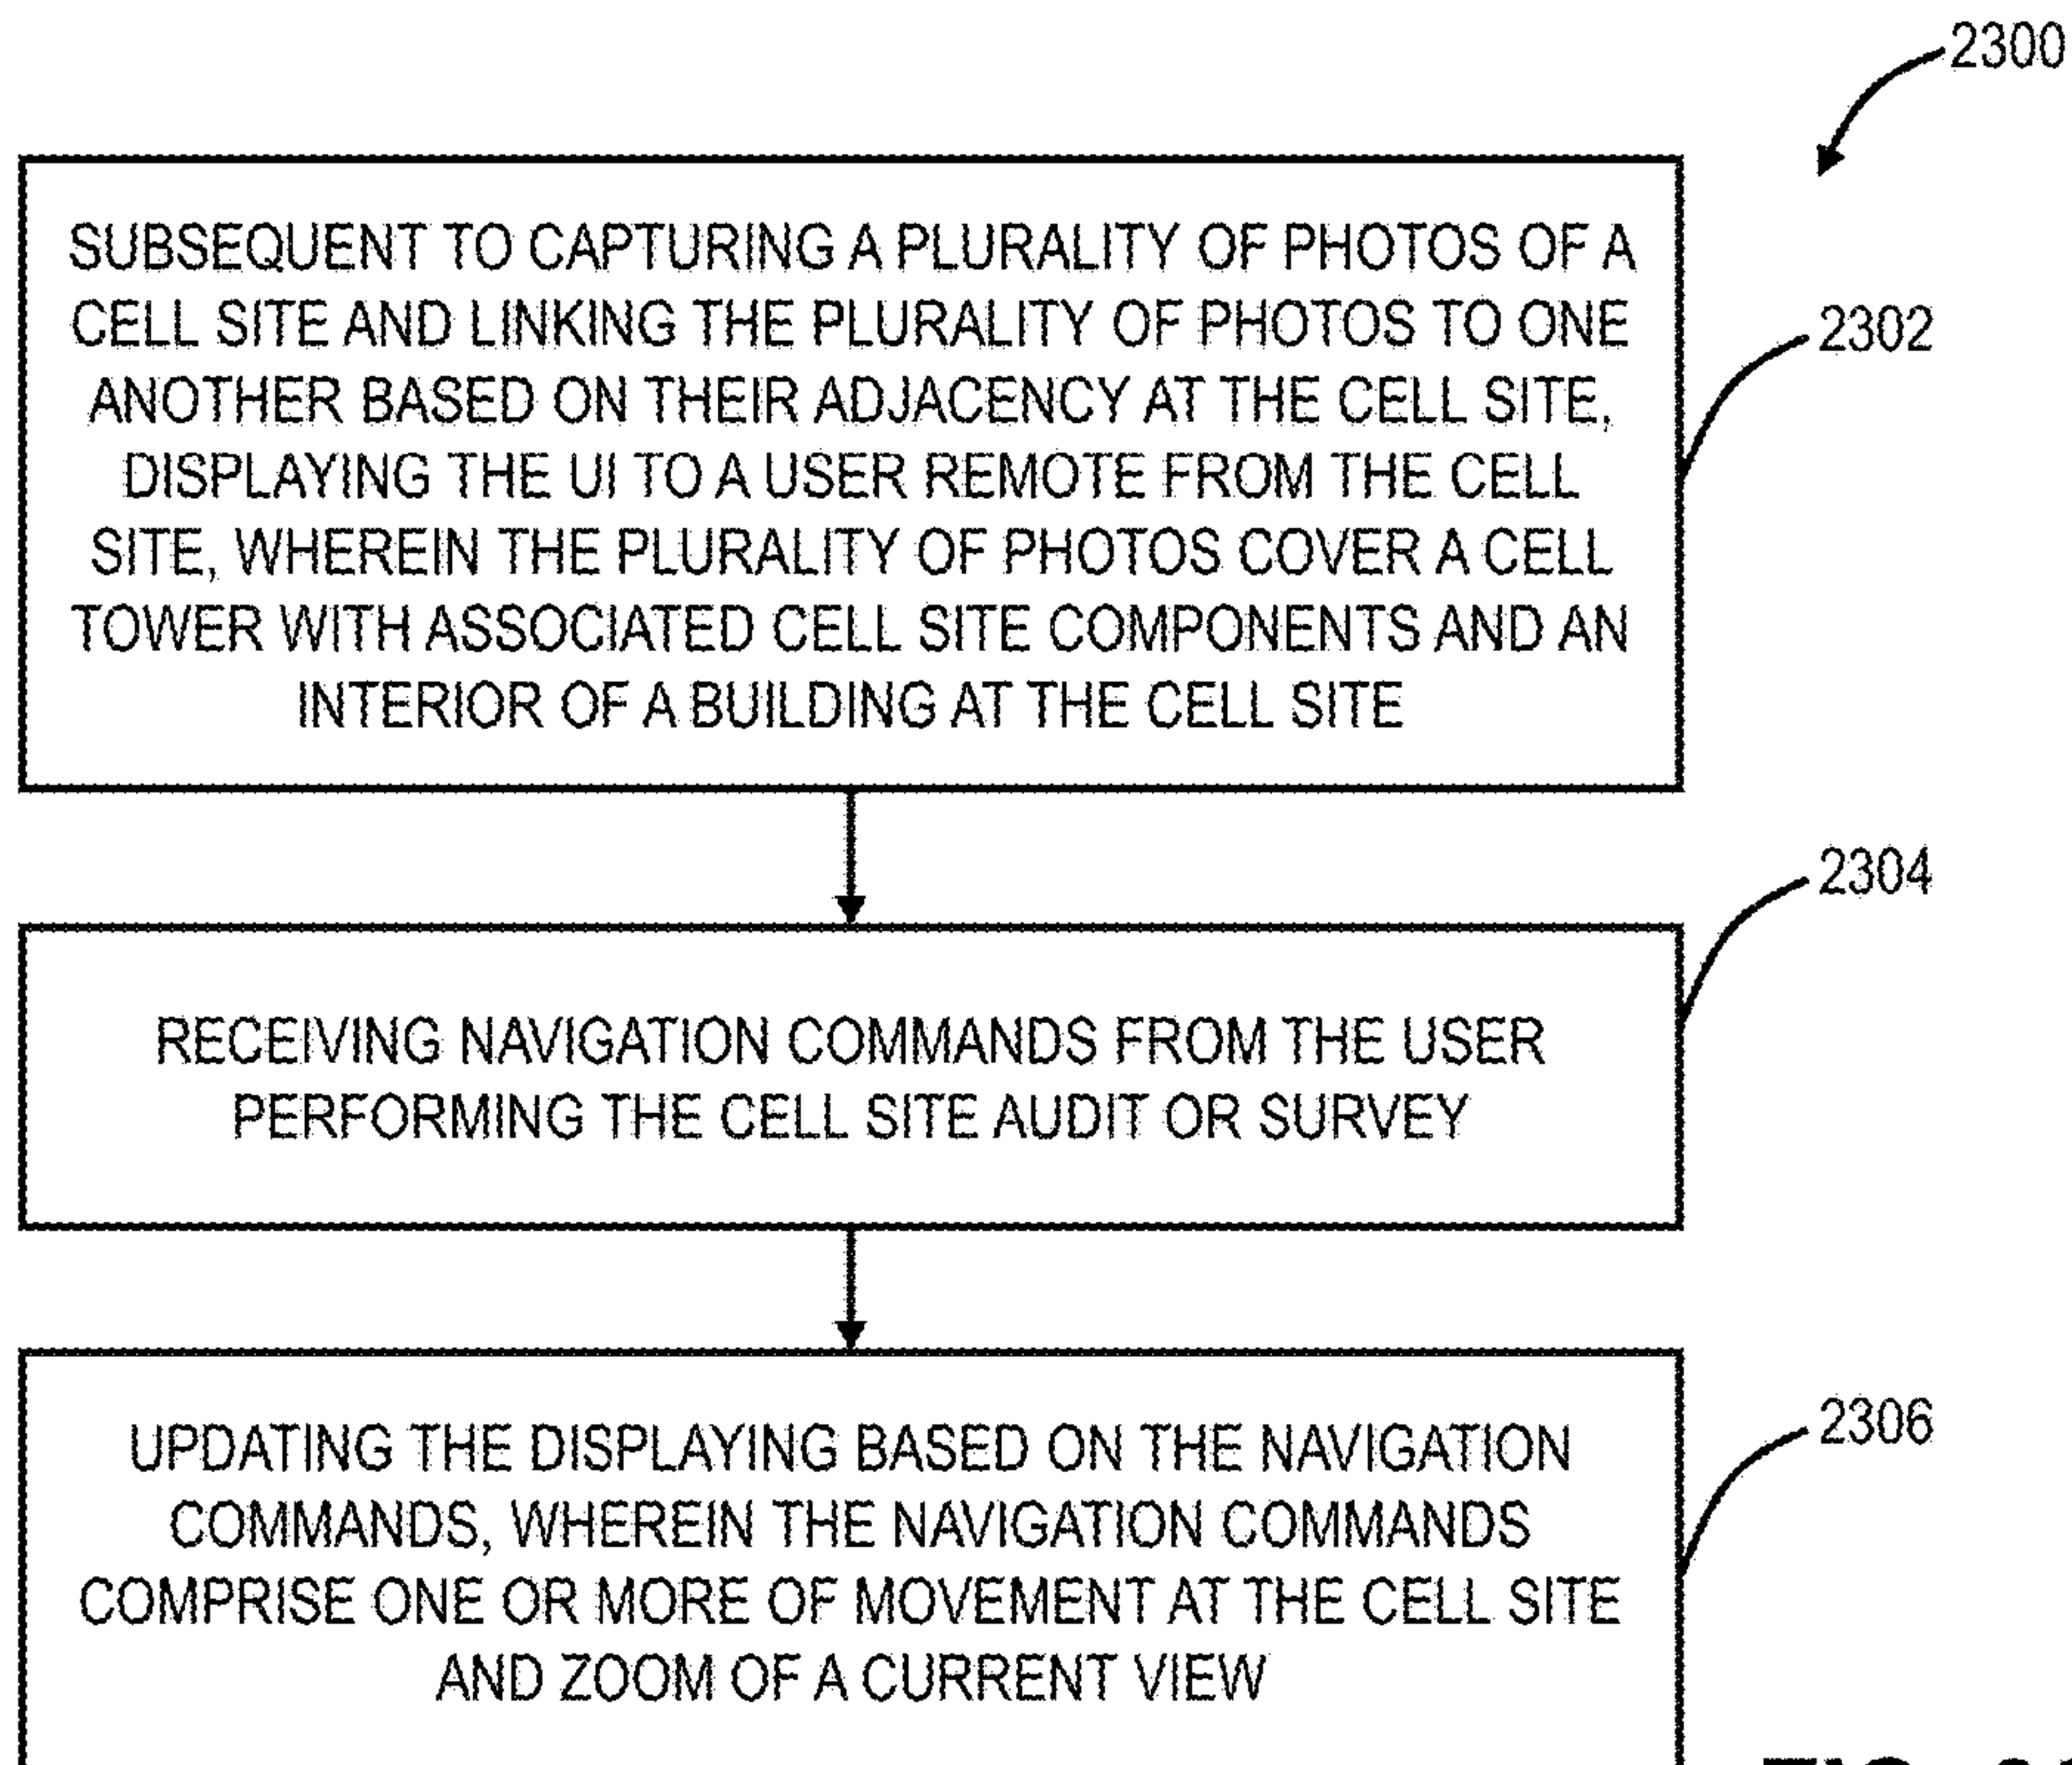 2300
SUBSEQUENT TO CAPTURING A PLURALITY OF PHOTOS OF A
CELL SITE AND LINKING THE PLURALITY OF PHOTOS TO ONE
ANOTHER BASED ON THEIR ADJACENCY AT THE CELL SITE,
DISPLAYING THE UI TO A USER REMOTE FROM THE CELL
SITE, WHEREIN THE PLURALITY OF PHOTOS COVER A CELL
TOWER WITH ASSOCIATED CELL SITE COMPONENTS AND AN
INTERIOR OF A BUILDING AT THE CELL SITE
2302
RECEIVING NAVIGATION COMMANDS FROM THE USER
PERFORMING THE CELL SITE AUDIT OR SURVEY
2304
UPDATING THE DISPLAYING BASED ON THE NAVIGATION
COMMANDS, WHEREIN THE NAVIGATION COMMANDS
COMPRISE ONE OR MORE OF MOVEMENT AT THE CELL SITE
AND ZOOM OF A CURRENT VIEW
2306